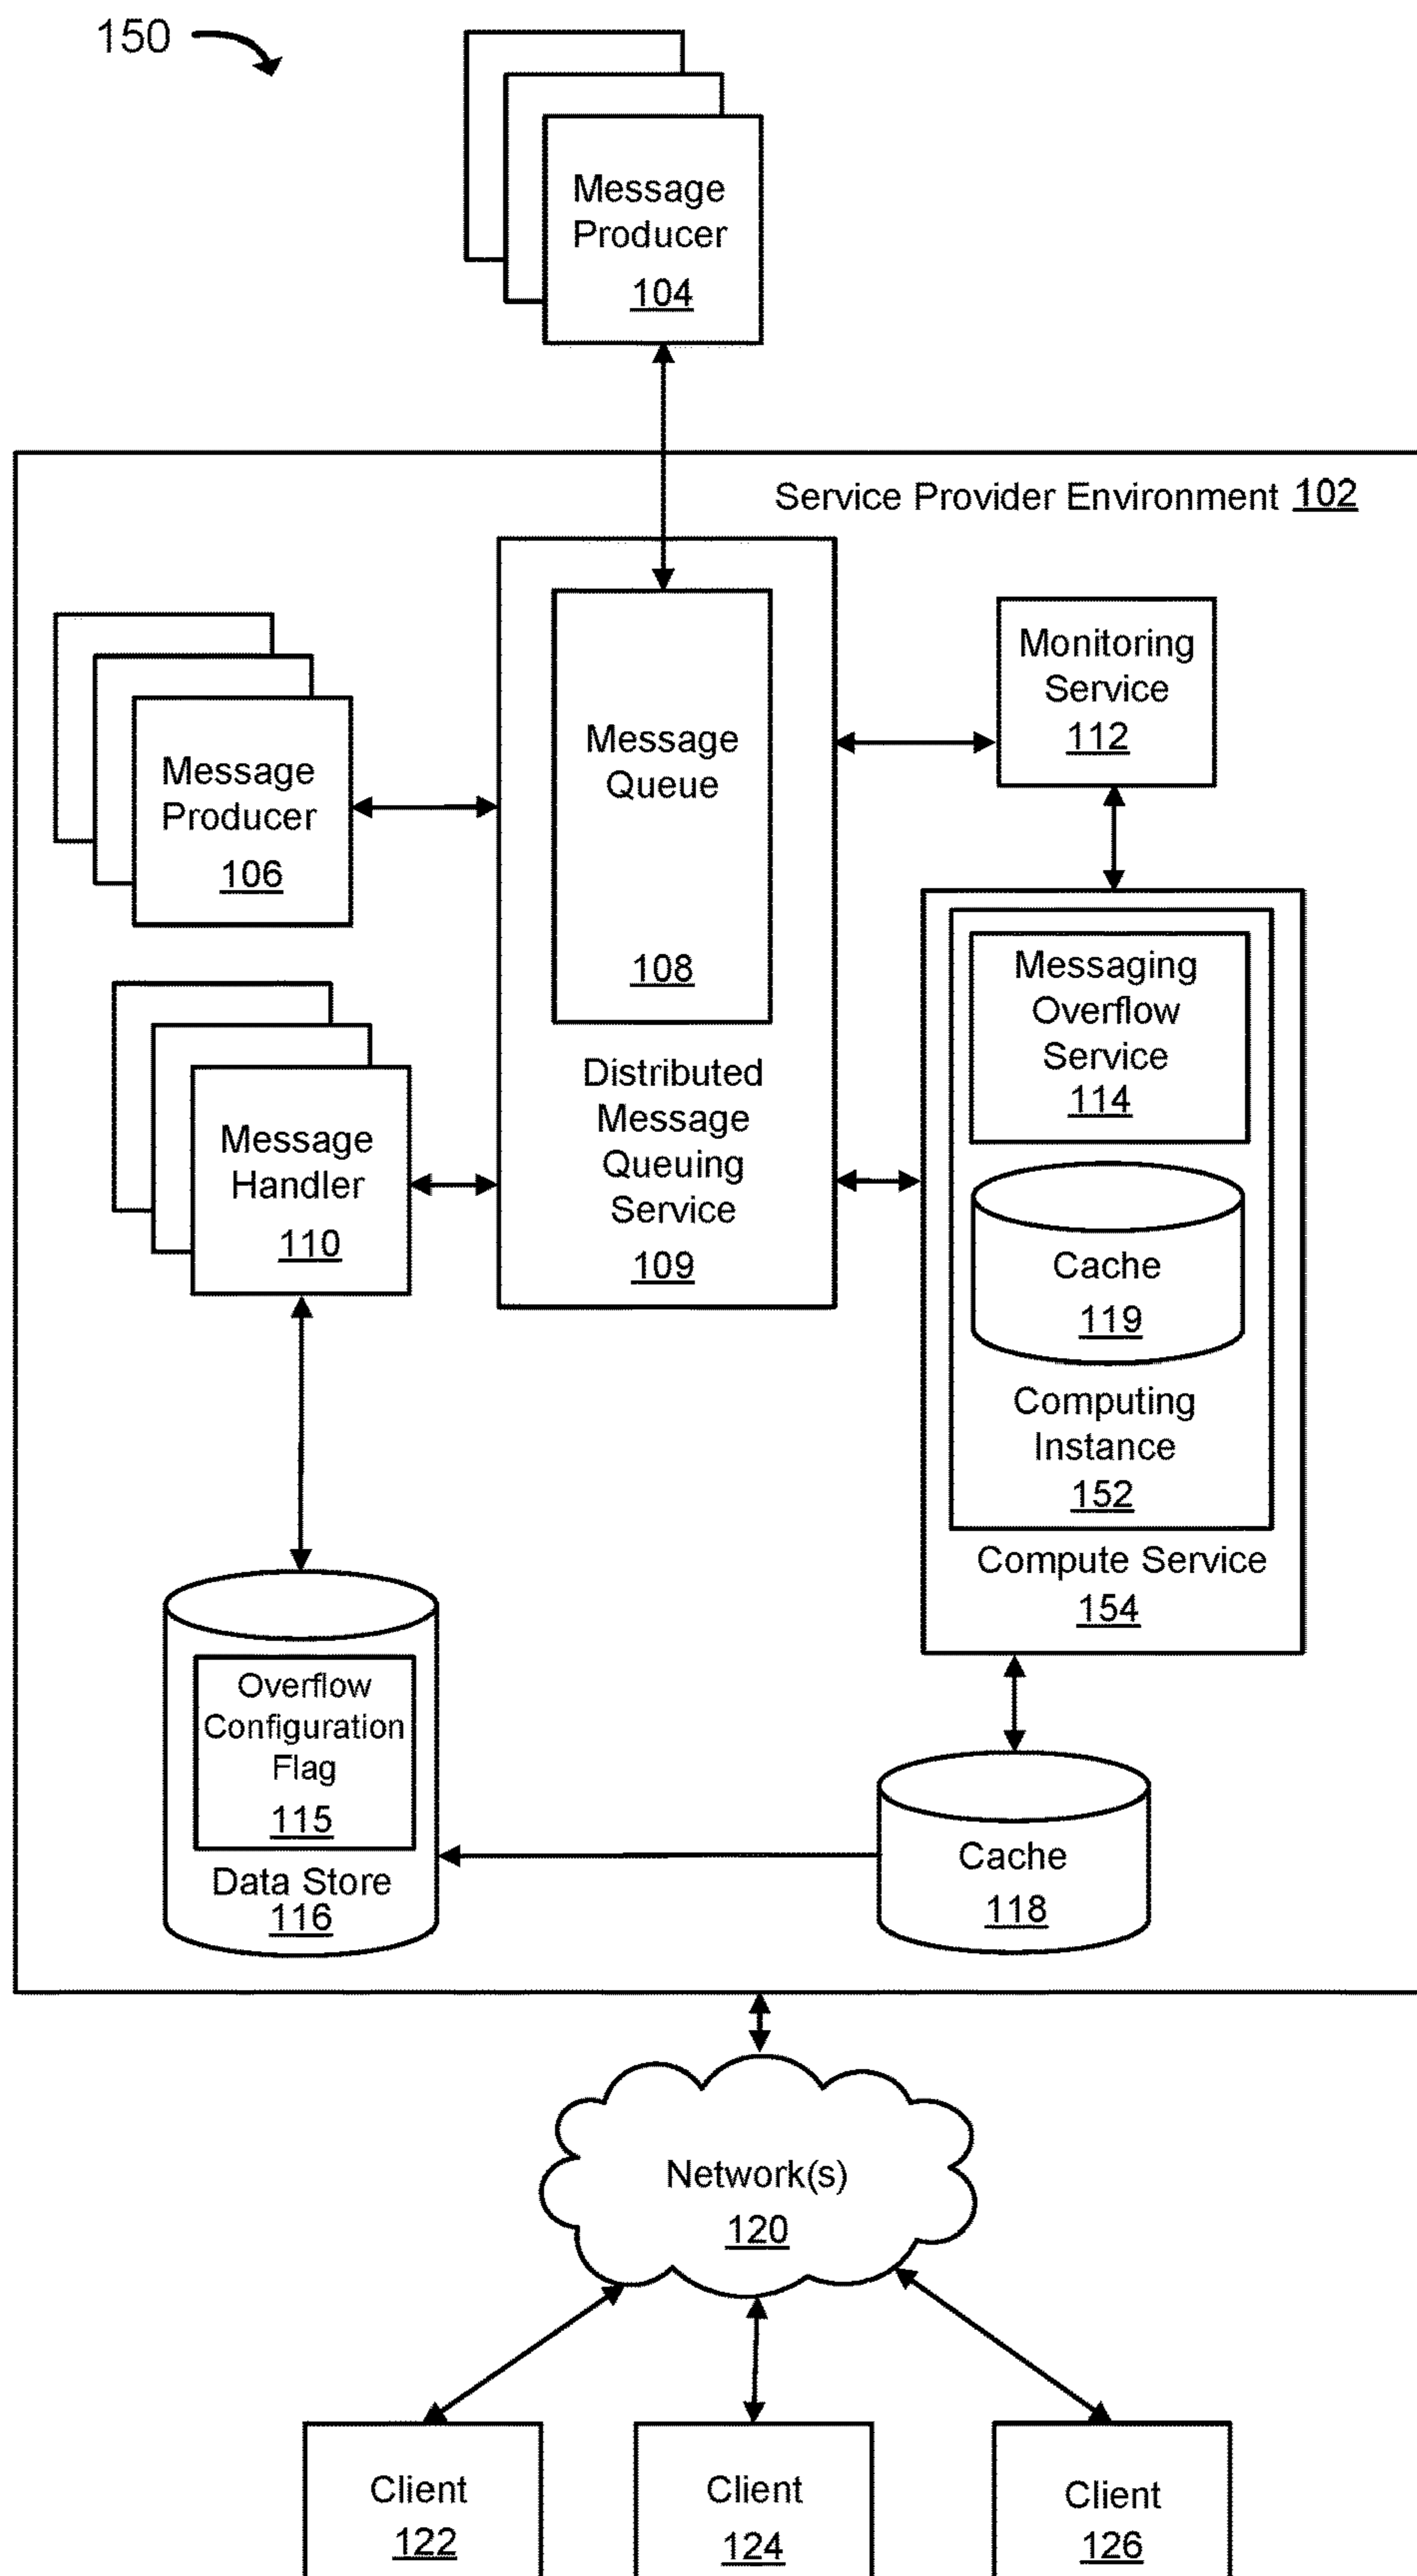 150
Message
Producer
104
Service Provider Environment 102
Message
Producer
106
Message
Queue
108
Distributed
Message
Queuing
Service
109
Monitoring
Service
112
Message
Handler
110
Messaging
Overflow
Service
114
Cache
119
Computing
Instance
152
Compute Service
154
Overflow
Configuration
Flag
115
Data Store
116
Cache
118
Network(s)
120
Client
122
Client
124
Client
126